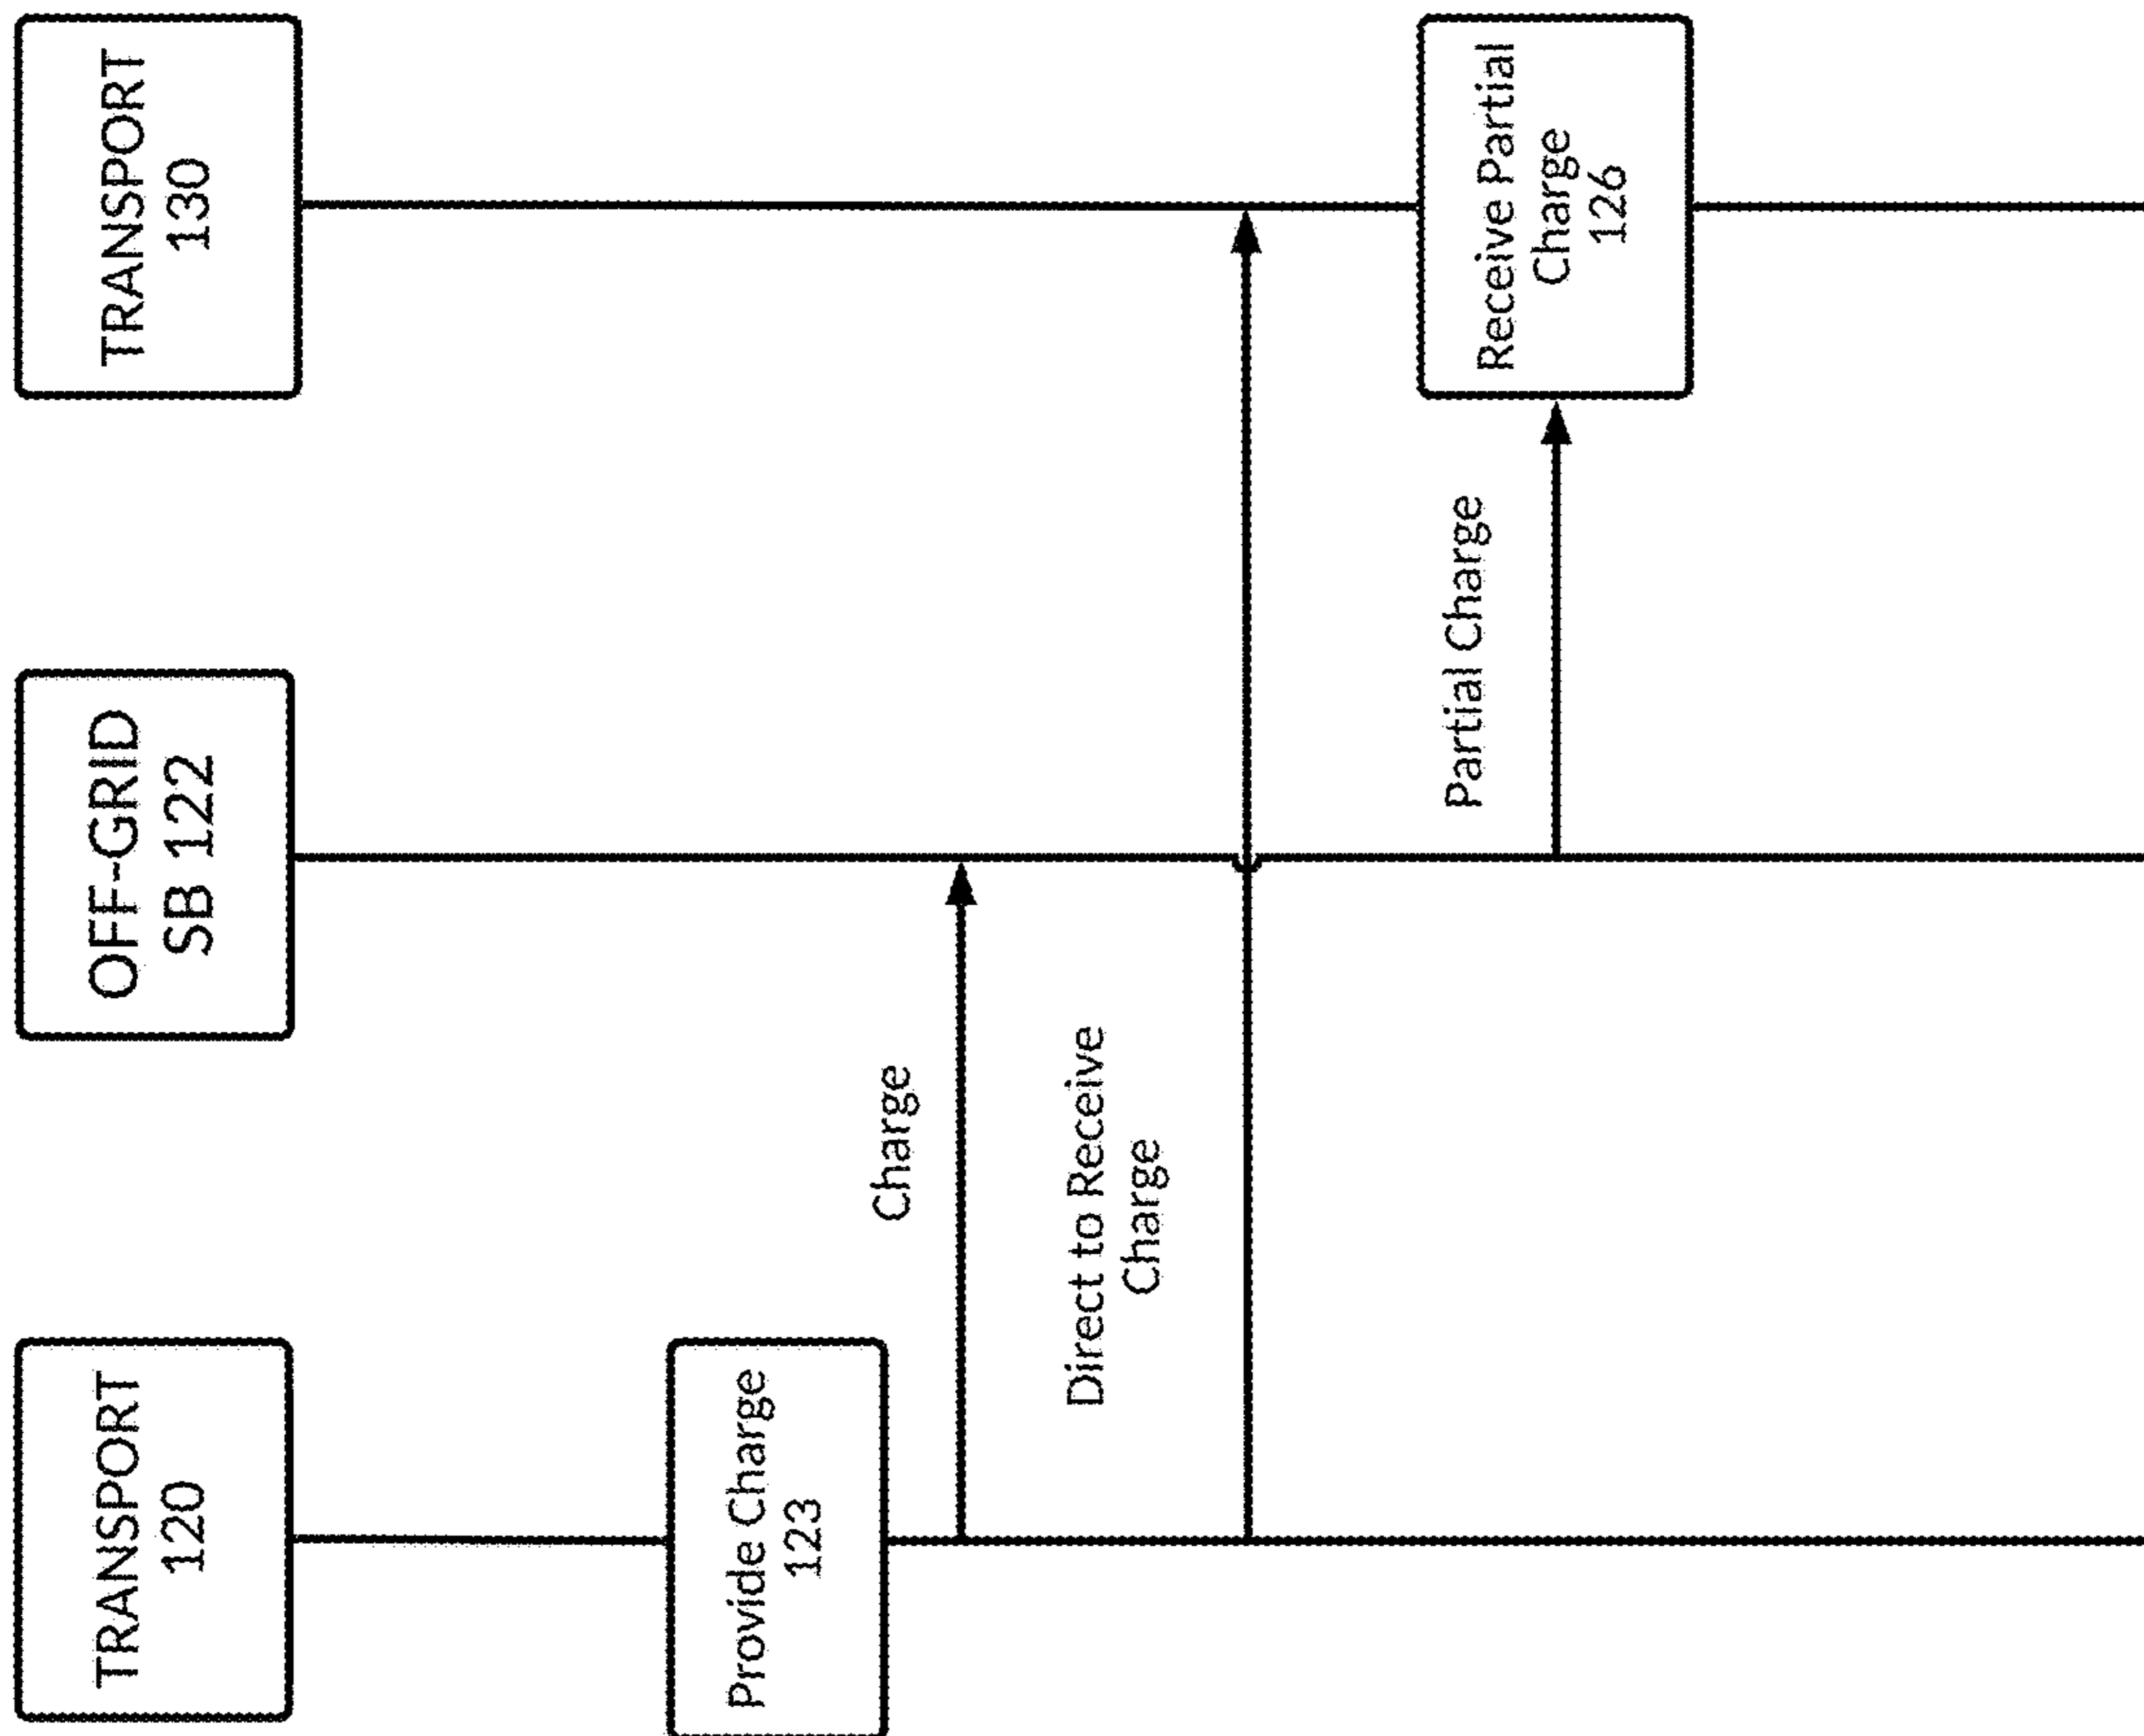 TRANSPORT
120
OFF-GRID
SB 122
TRANSPORT
130
Provide Charge
123
Charge
Direct to Receive
Charge
Partial Charge
Receive Partial
Charge
126